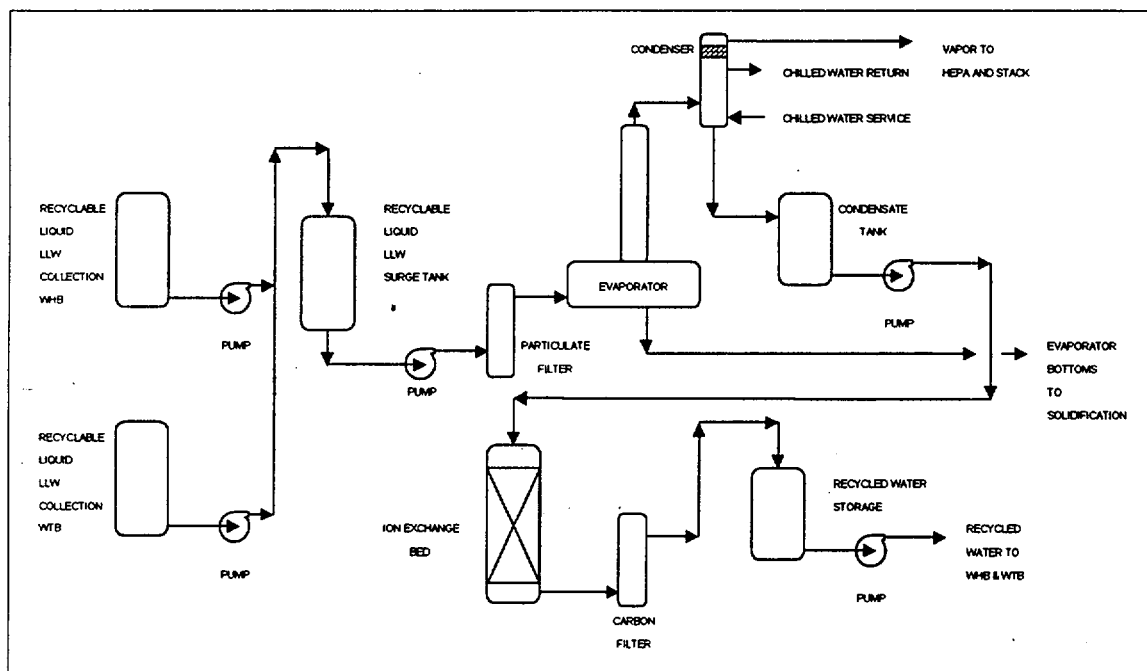 CONDENSER
VAPOR TO
HEPA AND STACK
CHILLED WATER RETURN
CHILLED WATER SERVICE
RECYCLABLE
LIQUID
LLW
COLLECTION
WHB
PUMP
RECYCLABLE
LIQUID
LLW
SURGE TANK
PUMP
PARTICULATE
FILTER
EVAPORATOR
CONDENSATE
TANK
PUMP
EVAPORATOR
BOTTOMS
TO
SOLIDIFICATION
RECYCLABLE
LIQUID
LLW
COLLECTION
WTB
PUMP
ION EXCHANGE
BED
CARBON
FILTER
RECYCLED WATER
STORAGE
PUMP
RECYCLED
WATER TO
WHB & WTB